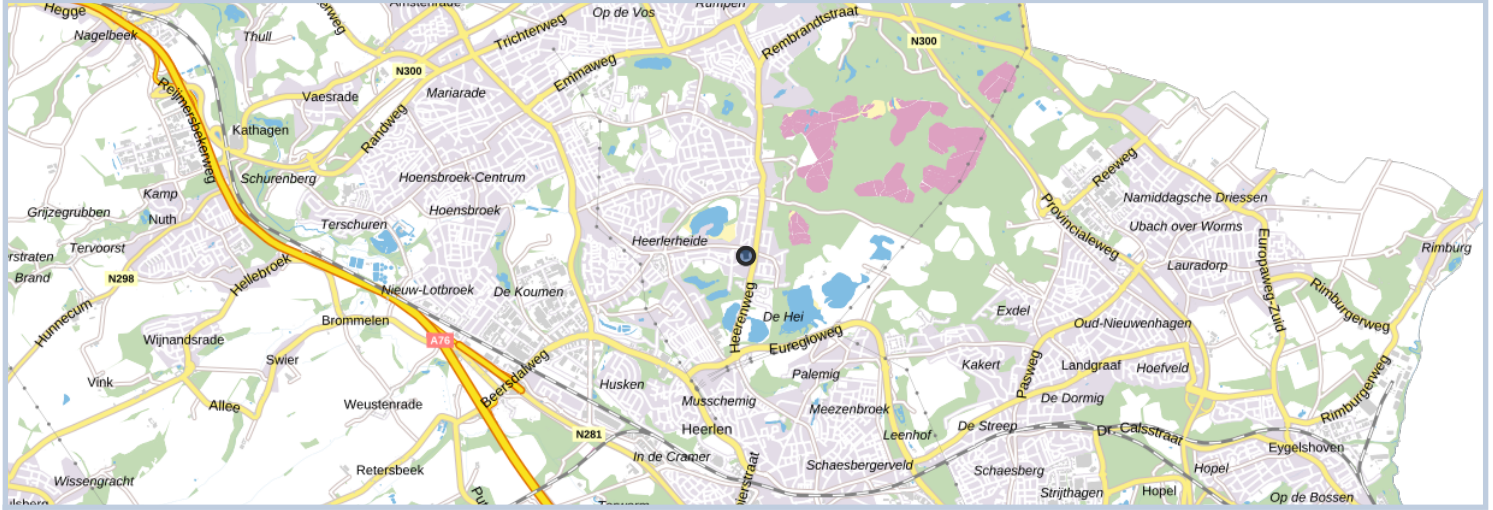 Hegge
Nagelbeek
Thull
Op de Vos
Trichterweg
Rembrandtstraat
N300
N300
Emmaweg
Vaesrade
Mariarade
Reijmersbekerweg
Kathagen
Randweg
Schurenberg
Hoensbroek-Centrum
Reeweg
Kamp
Namiddagsche Driessen
Grijzegrubben
Nuth
Hoensbroek
Terschuren
Provincialeweg
Ubach over Worms
Tervoorst
Heerlerheide
Rimburg
Brand
N298
Hellebroek
Lauradorp
Europaweg-Zuid
Nieuw-Lotbroek
De Koumen
Rimburgerweg
Hunnecum
Heerenweg
De Hei
Exdel
Brommelen
Oud-Nieuwenhagen
Wijnandsrade
A76
Euregioweg
Swier
Kakert
Landgraaf
Hoefveld
Vink
Beersdalweg
Husken
Palemig
Pasweg
Rimburgerweg
Allee
Weustenrade
Musschemig
Meezenbroek
De Dormig
N281
Heerlen
Leenhof
De Streep
Dr. Calsstraat
Eygelshoven
In de Cramer
Retersbeek
Schaesbergerveld
Schaesberg
Hopel
Wissengracht
Strijthagen
Hopel
Op de Bossen